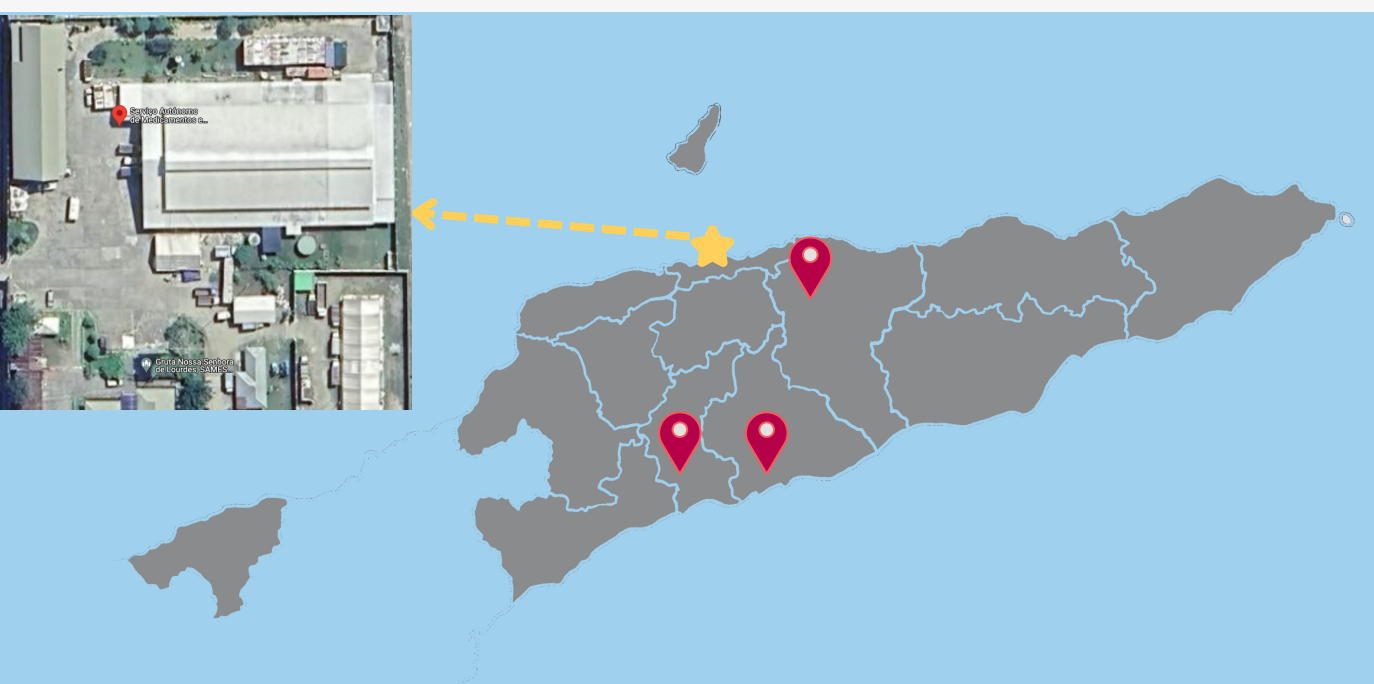 Serviço Autónomo
de Medicamentos e...
Gruta Nossa Senhora
de Lourdes, SAMES...